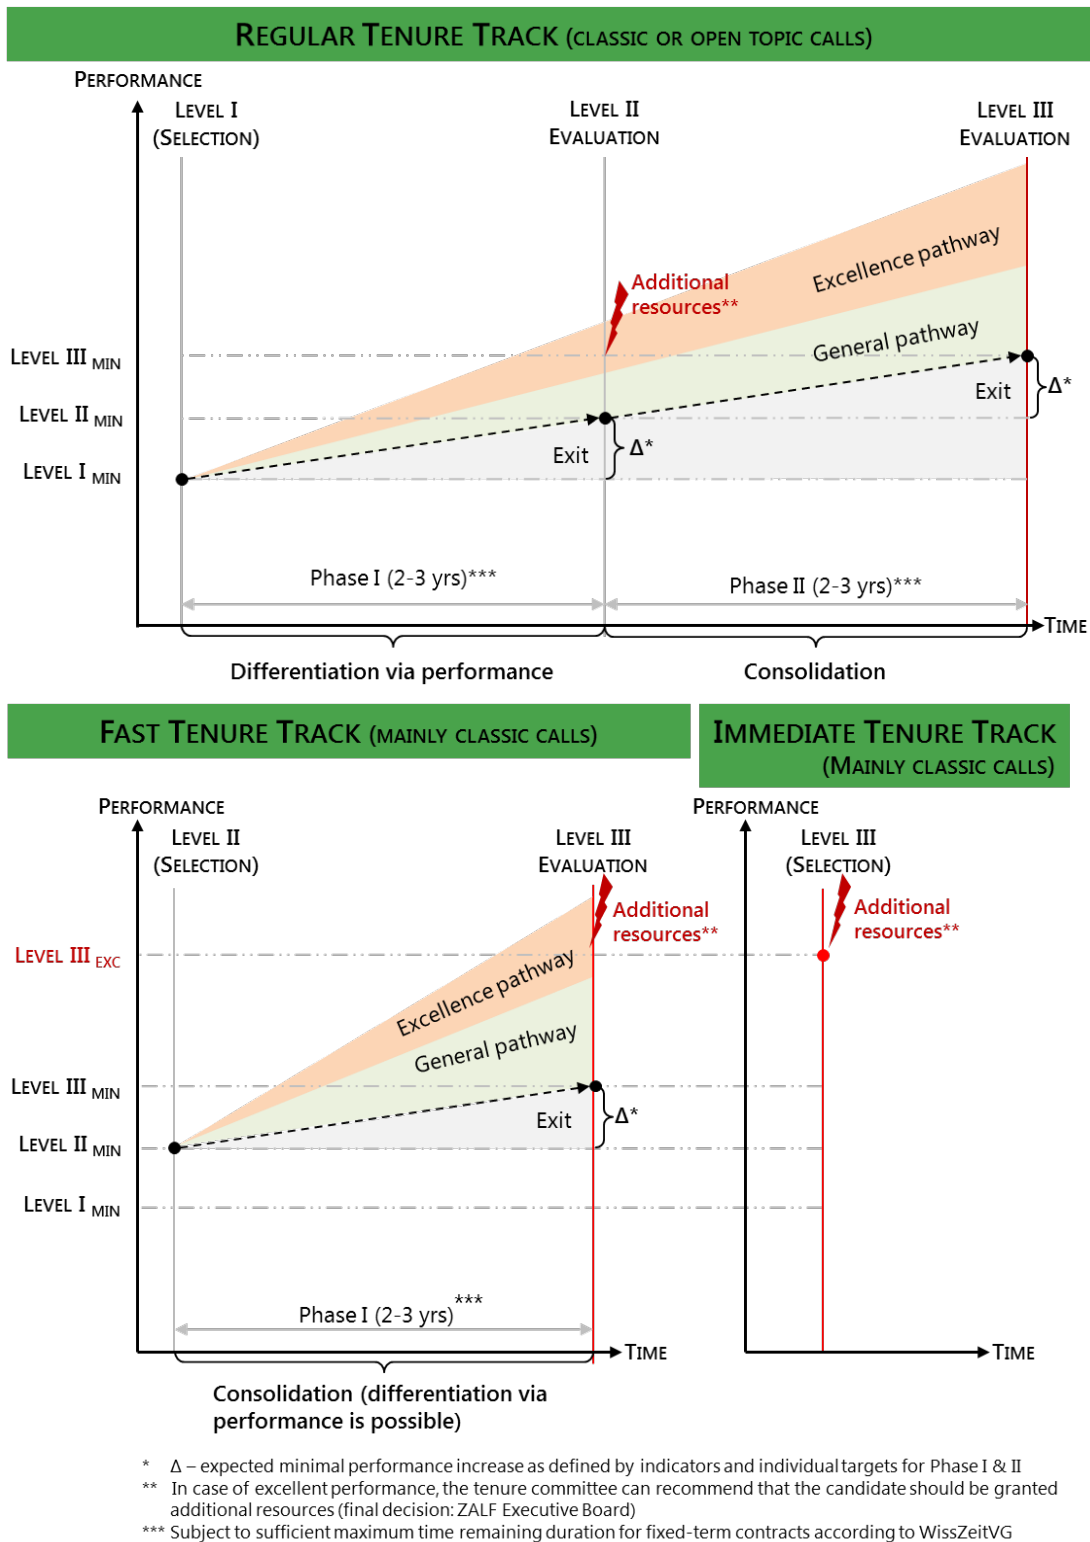 REGULAR TENURE TRACK (CLASSIC OR OPEN TOPIC CALLS)
PERFORMANCE
LEVEL I
(SELECTION)
LEVEL II
EVALUATION
LEVEL III
EVALUATION
Excellence pathway
Additional
resources**
General pathway
LEVEL III MIN
Exit
Δ*
LEVEL II MIN
Exit
Δ*
LEVEL I MIN
Phase I (2-3 yrs)***
Phase II (2-3 yrs)***
TIME
Differentiation via performance
Consolidation
FAST TENURE TRACK (MAINLY CLASSIC CALLS)
PERFORMANCE
LEVEL II
(SELECTION)
LEVEL III
EVALUATION
Additional
resources**
LEVEL III EXC
Excellence pathway
General pathway
LEVEL III MIN
Exit
Δ*
LEVEL II MIN
LEVEL I MIN
Phase I (2-3 yrs)***
TIME
Consolidation (differentiation via
performance is possible)
IMMEDIATE TENURE TRACK
(MAINLY CLASSIC CALLS)
PERFORMANCE
LEVEL III
(SELECTION)
Additional
resources**
TIME
* Δ – expected minimal performance increase as defined by indicators and individual targets for Phase I & II
** In case of excellent performance, the tenure committee can recommend that the candidate should be granted
additional resources (final decision: ZALF Executive Board)
*** Subject to sufficient maximum time remaining duration for fixed-term contracts according to WissZeitVG